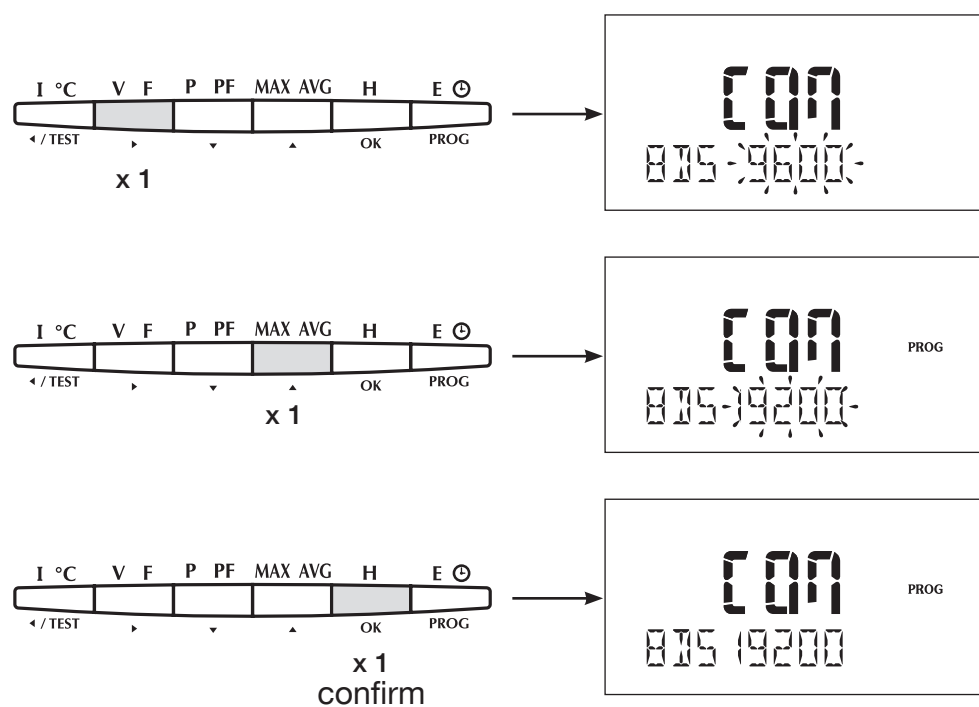 I °C V F P PF MAX AVG H E
◂ / TEST ▸ ▾ ▴ OK PROG
x 1
COM
BDS 9600
I °C V F P PF MAX AVG H E
◂ / TEST ▸ ▾ ▴ OK PROG
x 1
COM
PROG
BDS 19200
I °C V F P PF MAX AVG H E
◂ / TEST ▸ ▾ ▴ OK PROG
x 1
confirm
COM
PROG
BDS 19200